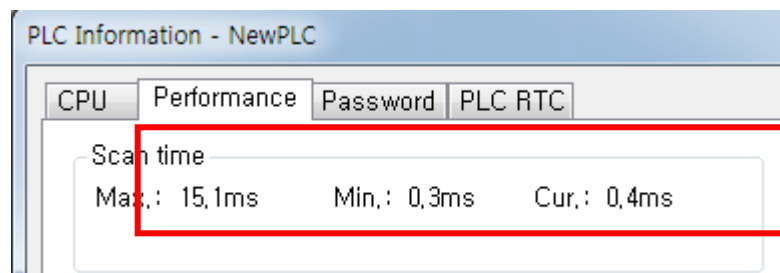 PLC Information - NewPLC
CPU Performance Password PLC RTC
Scan time
Max,: 15,1ms Min,: 0,3ms Cur,: 0,4ms